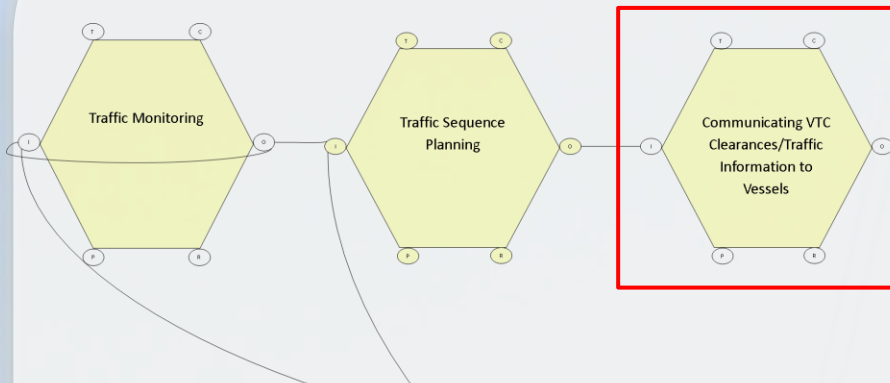 T C
T C
T C
Traffic Monitoring
Traffic Sequence
Planning
Communicating VTC
Clearances/Traffic
Information to
Vessels
I O
I O
I O
P R
P R
P R